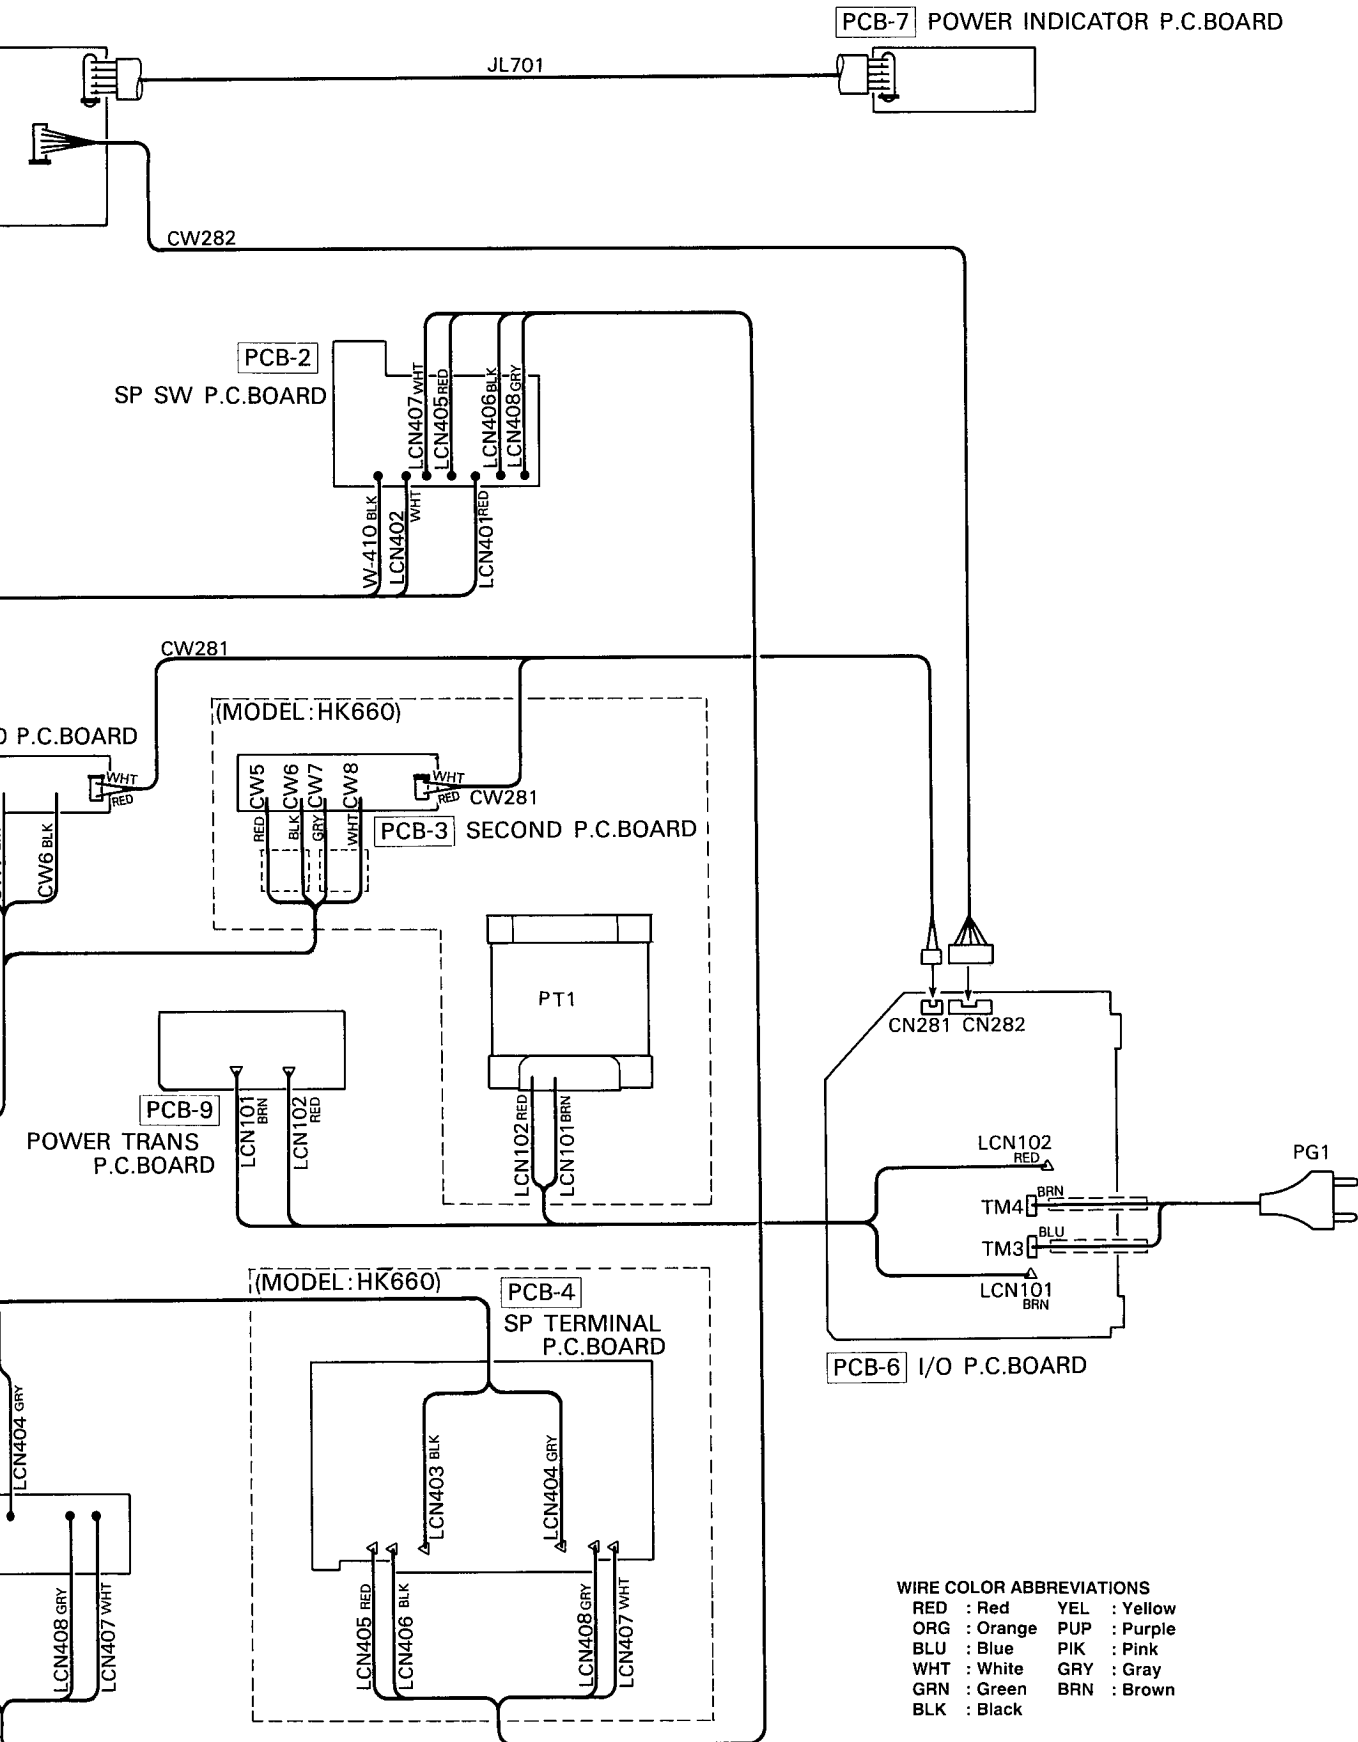 PCB-7 POWER INDICATOR P.C.BOARD
JL701
CW282
PCB-2
SP SW P.C.BOARD
LCN407 WHT
LCN405 RED
LCN406 BLK
LCN408 GRY
W-410 BLK
LCN402 WHT
LCN401 RED
CW281
(MODEL:HK660)
P.C.BOARD
WHT
RED
CW6 BLK
CW5
CW6
CW7
CW8
RED
BLK
GRY
WHT
WHT
RED
CW281
PCB-3 SECOND P.C.BOARD
PT1
CN281 CN282
PCB-9
POWER TRANS
P.C.BOARD
LCN101 BRN
LCN102 RED
LCN102 RED
LCN101 BRN
LCN102
RED
PG1
BRN
TM4
BLU
TM3
LCN101
BRN
PCB-6 I/O P.C.BOARD
(MODEL:HK660)
PCB-4
SP TERMINAL
P.C.BOARD
LCN404 GRY
LCN403 BLK
LCN404 GRY
LCN408 GRY
LCN407 WHT
LCN405 RED
LCN406 BLK
LCN408 GRY
LCN407 WHT
WIRE COLOR ABBREVIATIONS
RED : Red YEL : Yellow
ORG : Orange PUP : Purple
BLU : Blue PIK : Pink
WHT : White GRY : Gray
GRN : Green BRN : Brown
BLK : Black